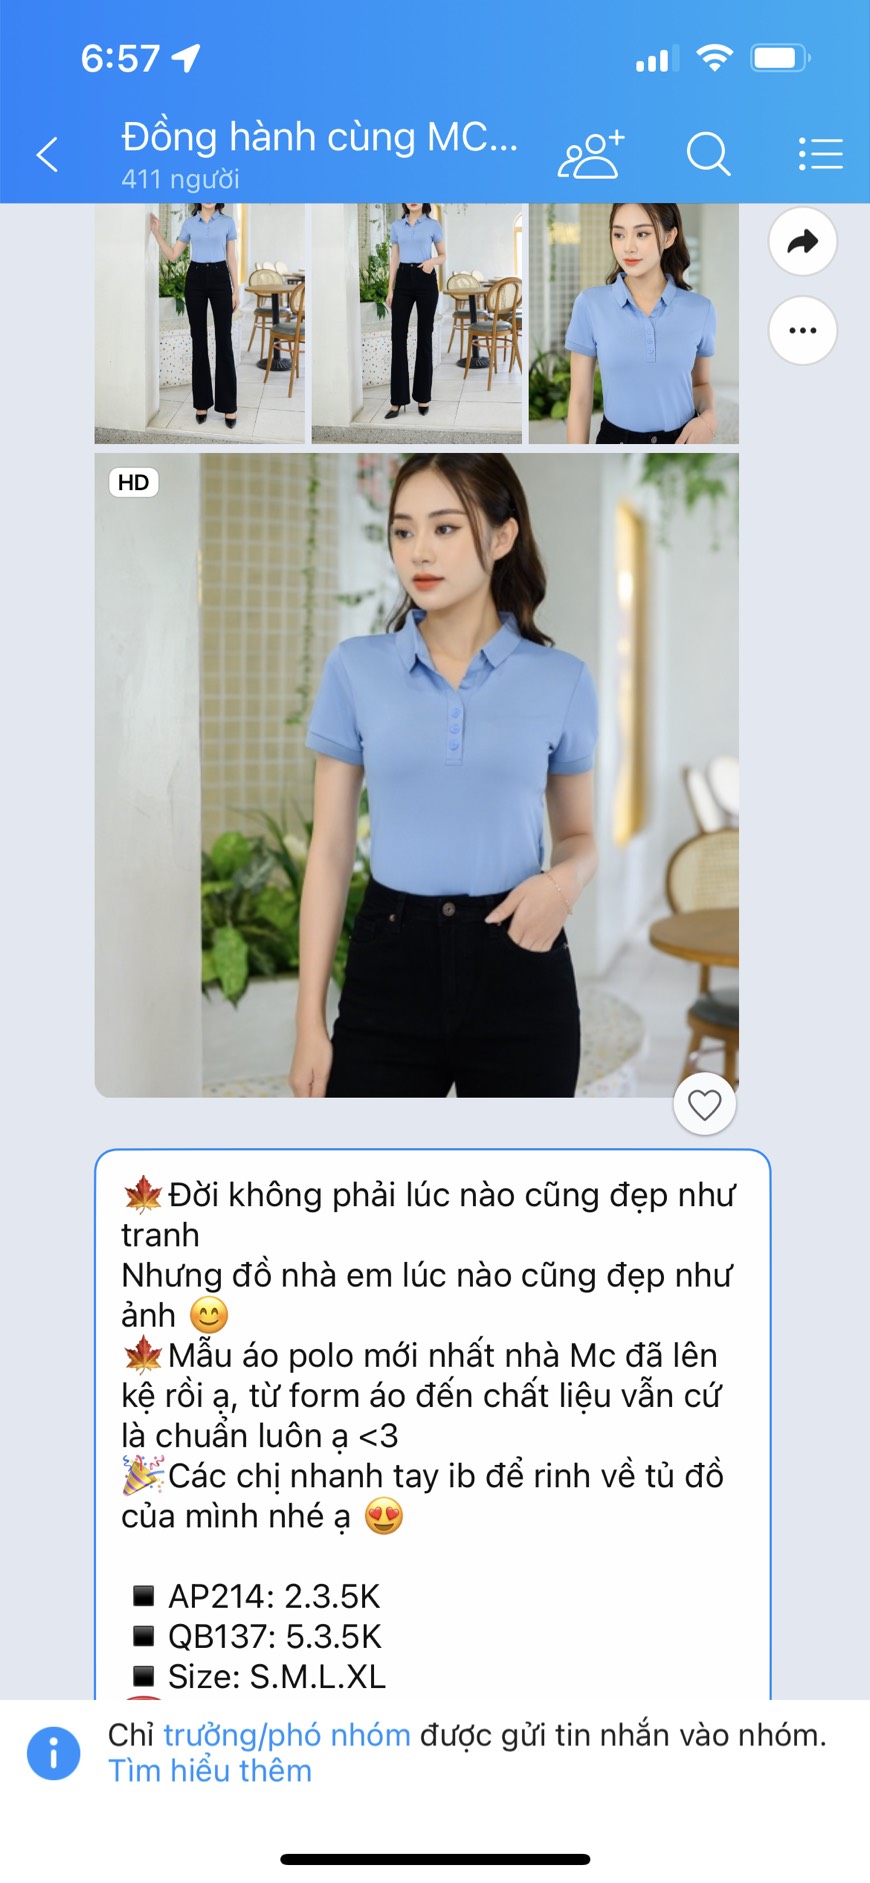 6:57
Đồng hành cùng MC...
411 người
HD
🍁Đời không phải lúc nào cũng đẹp như
tranh
Nhưng đồ nhà em lúc nào cũng đẹp như
ảnh 😊
🍁Mẫu áo polo mới nhất nhà Mc đã lên
kệ rồi ạ, từ form áo đến chất liệu vẫn cứ
là chuẩn luôn ạ <3
🎉Các chị nhanh tay ib để rinh về tủ đồ
của mình nhé ạ 😍
▪️ AP214: 2.3.5K
▪️ QB137: 5.3.5K
▪️ Size: S.M.L.XL
Chỉ trưởng/phó nhóm được gửi tin nhắn vào nhóm.
Tìm hiểu thêm